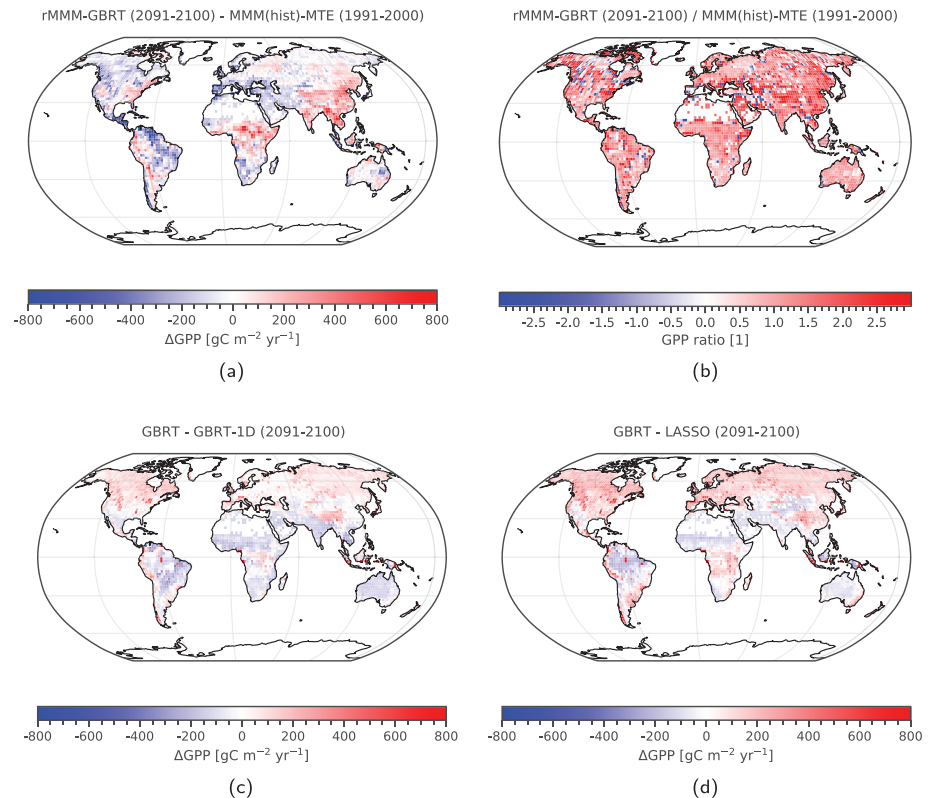 rMMM-GBRT (2091-2100) - MMM(hist)-MTE (1991-2000)
rMMM-GBRT (2091-2100) / MMM(hist)-MTE (1991-2000)
-800 -600 -400 -200 0 200 400 600 800
ΔGPP [gC m⁻² yr⁻¹]
(a)
-2.5 -2.0 -1.5 -1.0 -0.5 0.0 0.5 1.0 1.5 2.0 2.5
GPP ratio [1]
(b)
GBRT - GBRT-1D (2091-2100)
GBRT - LASSO (2091-2100)
-800 -600 -400 -200 0 200 400 600 800
ΔGPP [gC m⁻² yr⁻¹]
(c)
-800 -600 -400 -200 0 200 400 600 800
ΔGPP [gC m⁻² yr⁻¹]
(d)